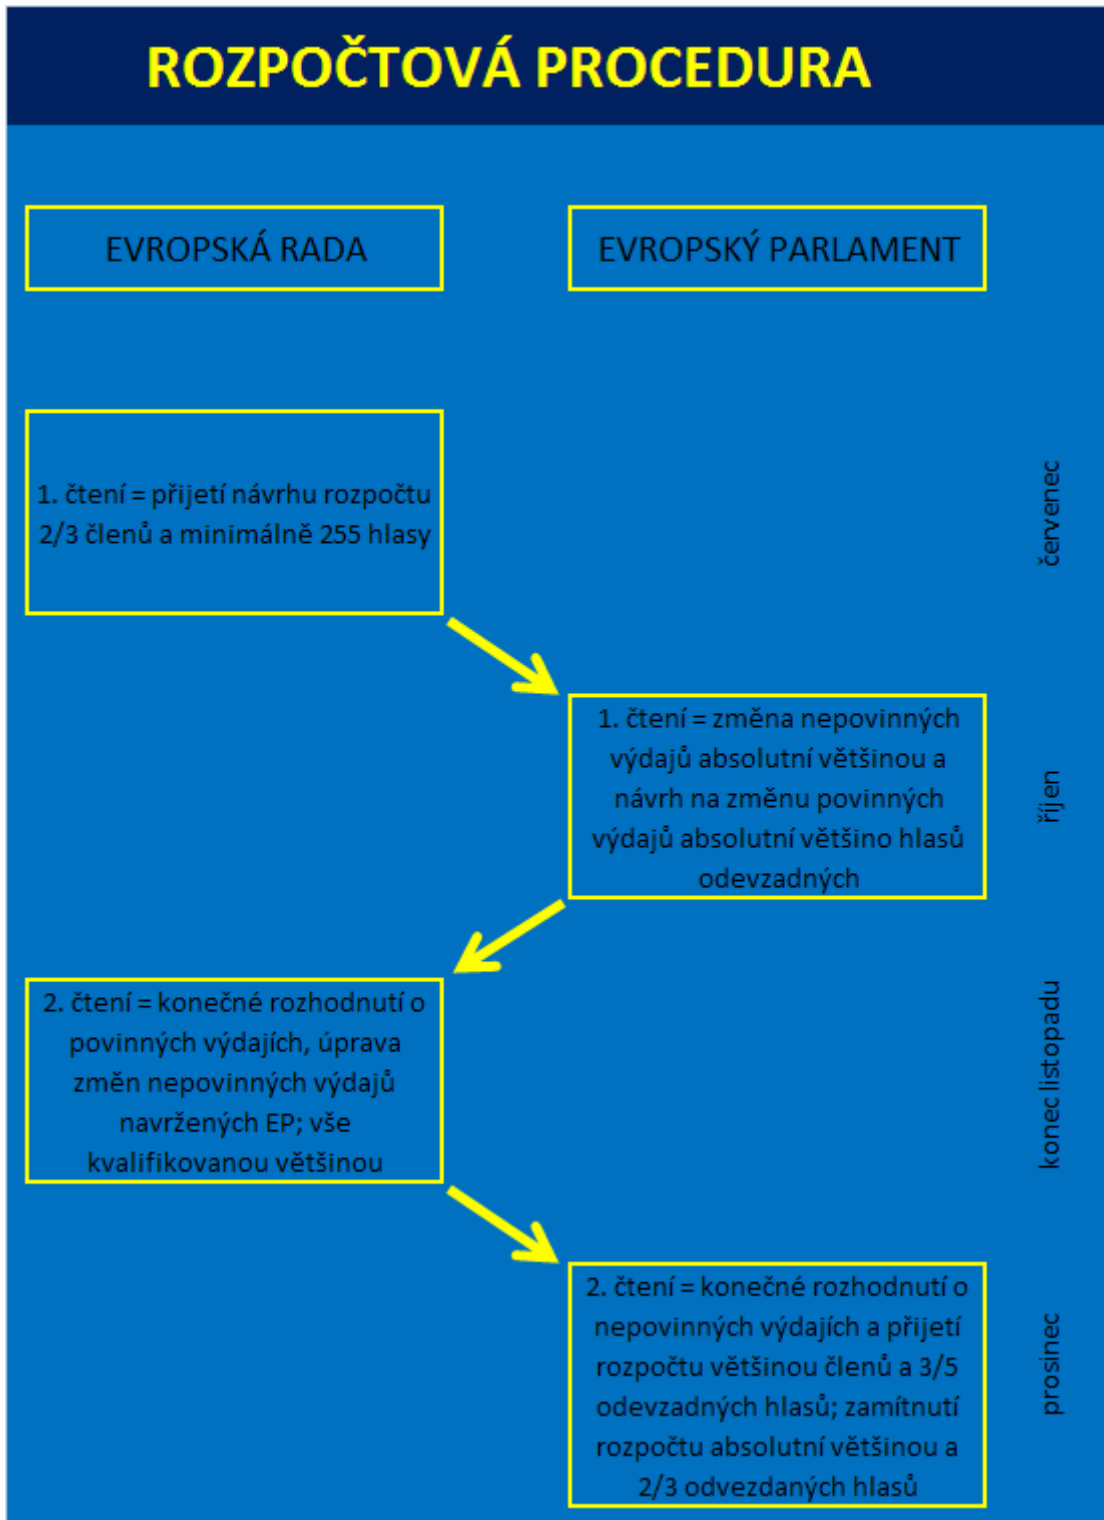 ROZPOČTOVÁ PROCEDURA
EVROPSKÁ RADA
EVROPSKÝ PARLAMENT
1. čtení = přijetí návrhu rozpočtu
2/3 členů a minimálně 255 hlasy
červenec
1. čtení = změna nepovinných
výdajů absolutní většinou a
návrh na změnu povinných
výdajů absolutní většino hlasů
odevzadných
říjen
2. čtení = konečné rozhodnutí o
povinných výdajích, úprava
změn nepovinných výdajů
navržených EP; vše
kvalifikovanou většinou
konec listopadu
2. čtení = konečné rozhodnutí o
nepovinných výdajích a přijetí
rozpočtu většinou členů a 3/5
odevzadných hlasů; zamítnutí
rozpočtu absolutní většinou a
2/3 odvezdaných hlasů
prosinec